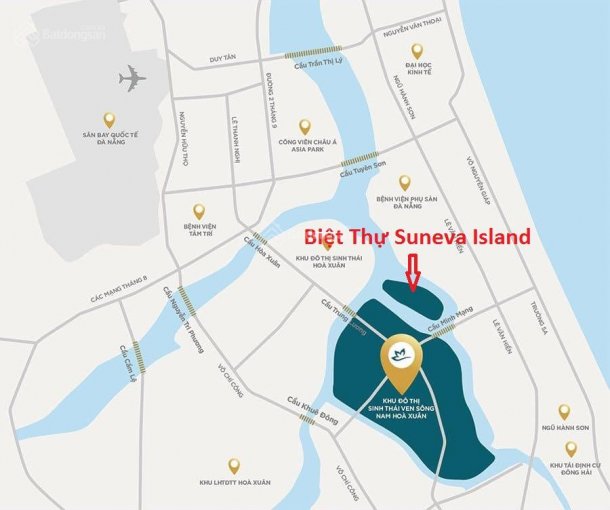 Batdongsan
NGUYỄN VĂN THOẠI
DUY TÂN
Cầu Trần Thị Lý
ĐẠI HỌC
KINH TẾ
NGŨ HÀNH SƠN
ĐƯỜNG 2 THÁNG 9
SÂN BAY QUỐC TẾ
ĐÀ NẴNG
LÊ THANH NGHỊ
NGUYỄN HỮU THỌ
CÔNG VIÊN CHÂU Á
ASIA PARK
Cầu Tuyên Sơn
VÕ NGUYÊN GIÁP
BỆNH VIỆN PHỤ SẢN
ĐÀ NẴNG
BỆNH VIỆN
TÂM TRÍ
Biệt Thự Suneva Island
LÊ VĂN HIẾN
Cầu Hòa Xuân
KHU ĐÔ THỊ SINH THÁI
HOÀ XUÂN
CÁC MẠNG THÁNG 8
Cầu Nguyễn Tri Phương
Cầu Trung Lương
Cầu Minh Mạng
TRƯỜNG SA
LÊ VĂN HIẾN
Cầu Cẩm Lệ
VÕ CHÍ CÔNG
KHU ĐÔ THỊ
SINH THÁI VEN SÔNG
NAM HOÀ XUÂN
Cầu Khuê Đông
NGŨ HÀNH SƠN
KHU TÁI ĐỊNH CƯ
ĐÔNG HẢI
KHU LHTDTT HOÀ XUÂN
VÕ CHÍ CÔNG